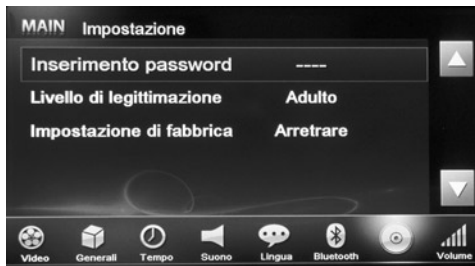 MAIN Impostazione
Inserimento password ----
Livello di legittimazione Adulto
Impostazione di fabbrica Arretrare
Video Generali Tempo Suono Lingua Bluetooth Volume